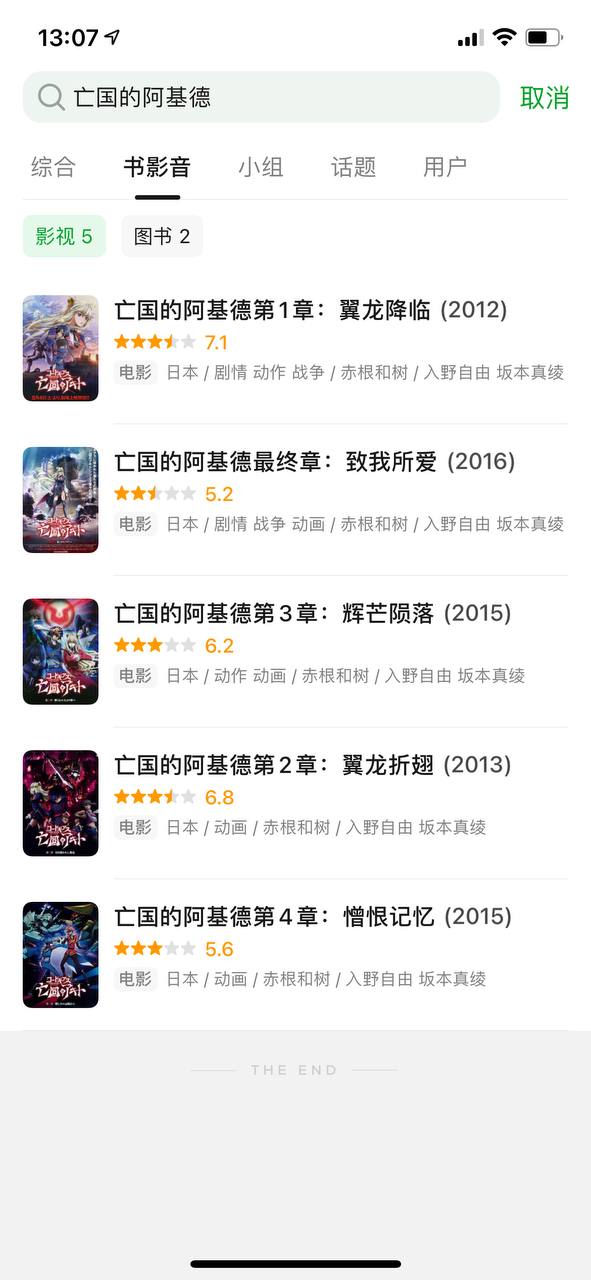 13:07
亡国的阿基德 取消
综合 书影音 小组 话题 用户
影视 5 图书 2
亡国的阿基德第1章：翼龙降临 (2012)
7.1
电影 日本 / 剧情 动作 战争 / 赤根和树 / 入野自由 坂本真绫
亡国的阿基德最终章：致我所爱 (2016)
5.2
电影 日本 / 剧情 战争 动画 / 赤根和树 / 入野自由 坂本真绫
亡国的阿基德第3章：辉芒陨落 (2015)
6.2
电影 日本 / 动作 动画 / 赤根和树 / 入野自由 坂本真绫
亡国的阿基德第2章：翼龙折翅 (2013)
6.8
电影 日本 / 动画 / 赤根和树 / 入野自由 坂本真绫
亡国的阿基德第4章：憎恨记忆 (2015)
5.6
电影 日本 / 动画 / 赤根和树 / 入野自由 坂本真绫
THE END